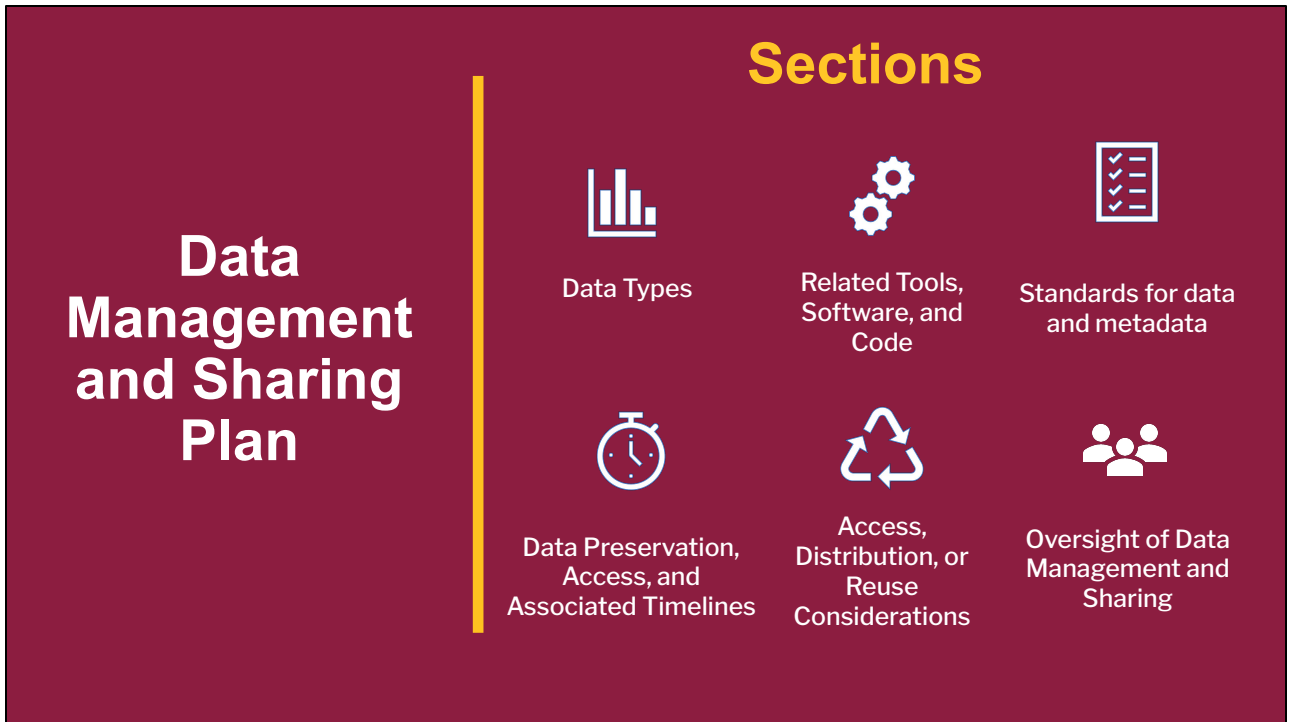 Data
Management
and Sharing
Plan
Sections
Data Types
Related Tools,
Software, and
Code
Standards for data
and metadata
Data Preservation,
Access, and
Associated Timelines
Access,
Distribution, or
Reuse
Considerations
Oversight of Data
Management and
Sharing